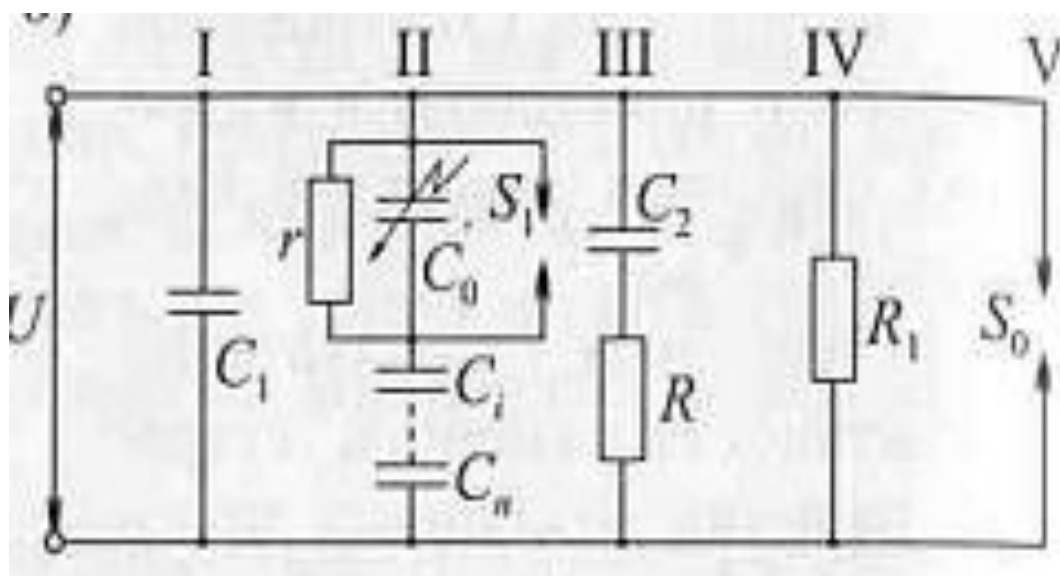 б)
I II III IV V
U
C₁
r
C₀
S₁
Cᵢ
Cₙ
C₂
R
R₁
S₀